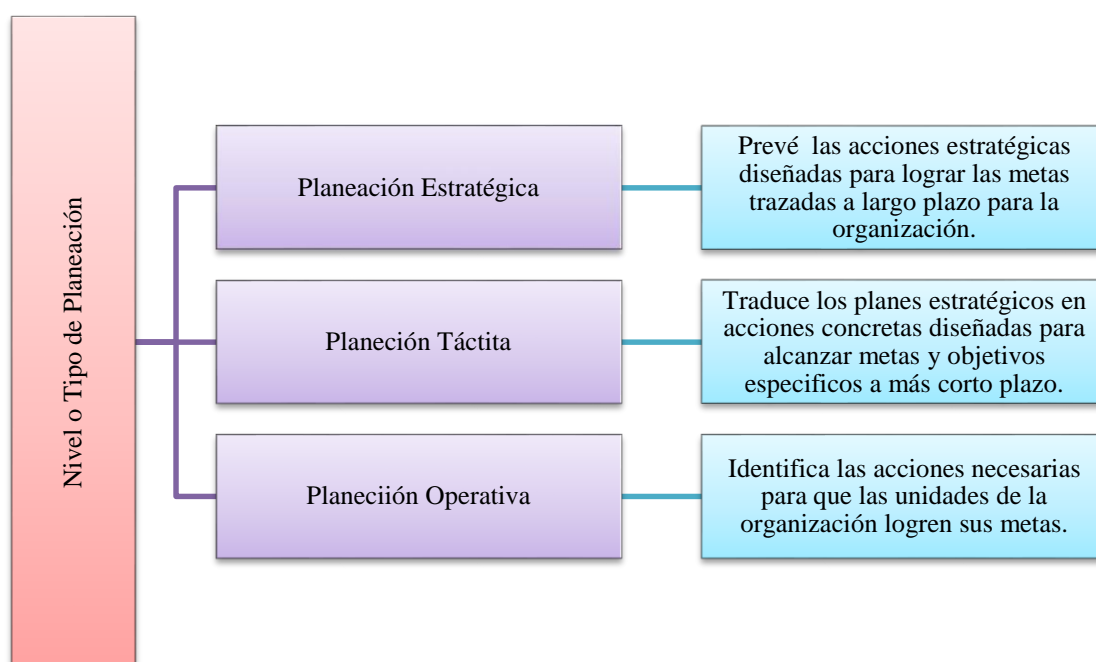 Nivel o Tipo de Planeación
Planeación Estratégica
Prevé  las acciones estratégicas
diseñadas para lograr las metas
trazadas a largo plazo para la
organización.
Planeción Táctita
Traduce los planes estratégicos en
acciones concretas diseñadas para
alcanzar metas y objetivos
especificos a más corto plazo.
Planeciión Operativa
Identifica las acciones necesarias
para que las unidades de la
organización logren sus metas.